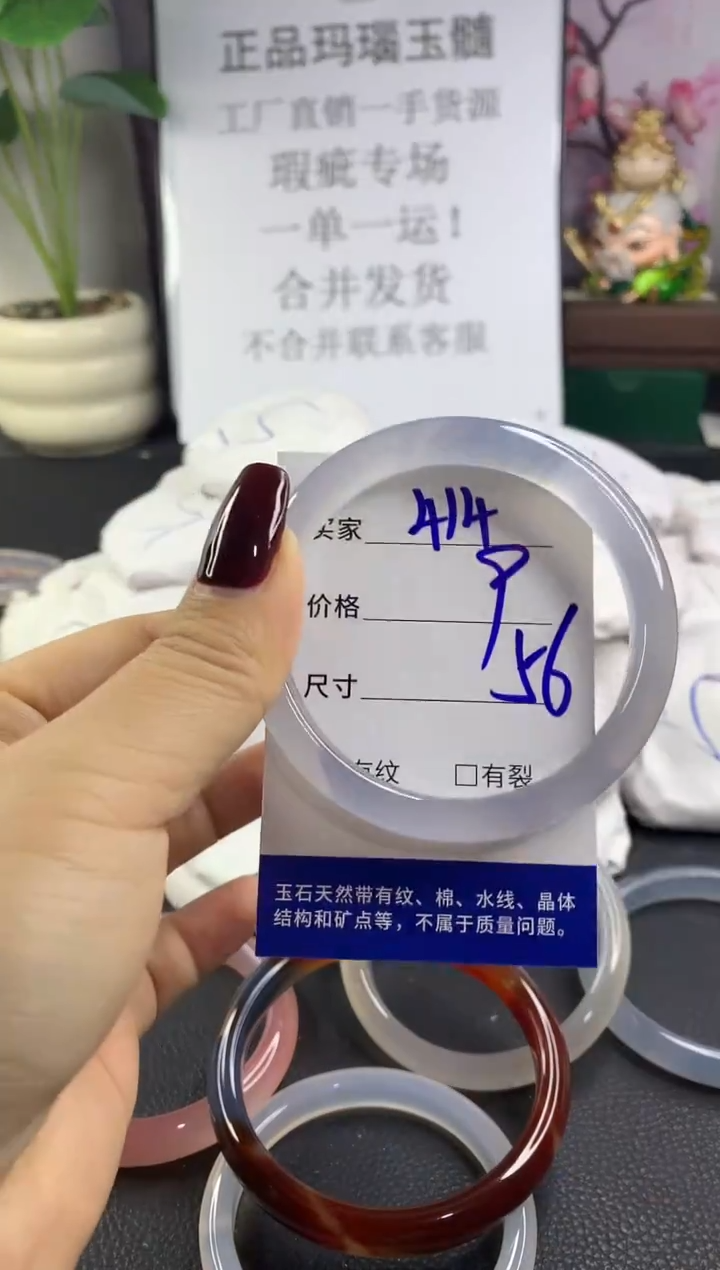 正品玛瑙玉髓
工厂直销一手货源
瑕疵专场
一单一运!
合并发货
不合并联系客服
买家 414
价格
尺寸 56
有纹 □有裂
玉石天然带有纹、棉、水线、晶体
结构和矿点等，不属于质量问题。